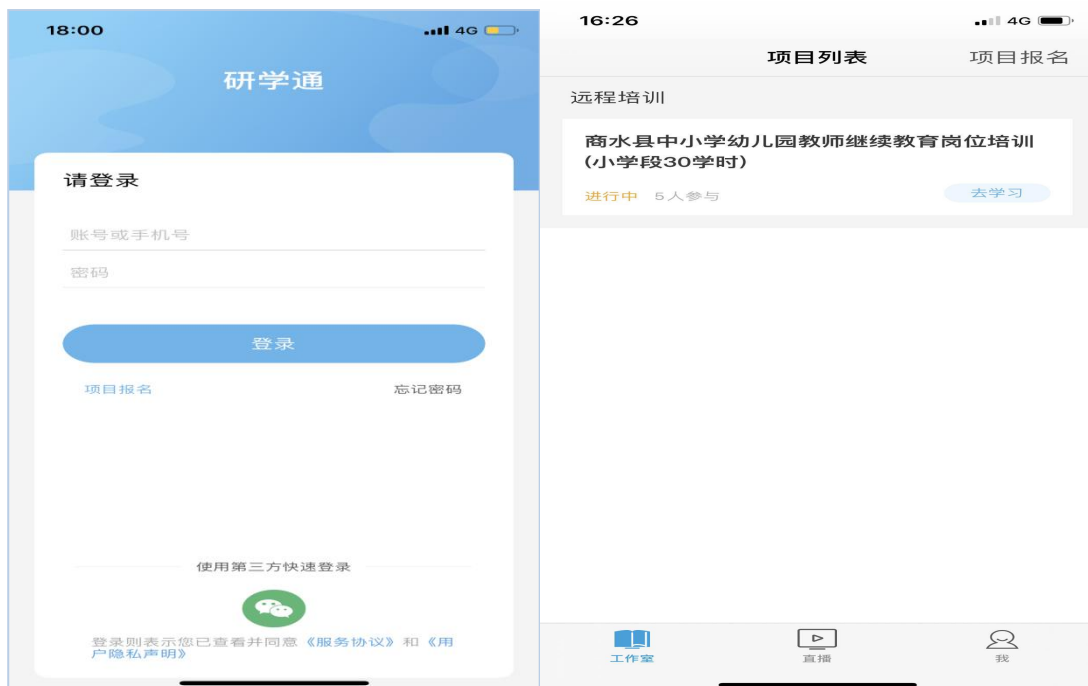 18:00
4G
研学通
请登录
账号或手机号
密码
登录
项目报名
忘记密码
使用第三方快速登录
登录则表示您已查看并同意《服务协议》和《用
户隐私声明》
16:26
4G
项目列表
项目报名
远程培训
商水县中小学幼儿园教师继续教育岗位培训
(小学段30学时)
进行中 5人参与
去学习
工作室
直播
我